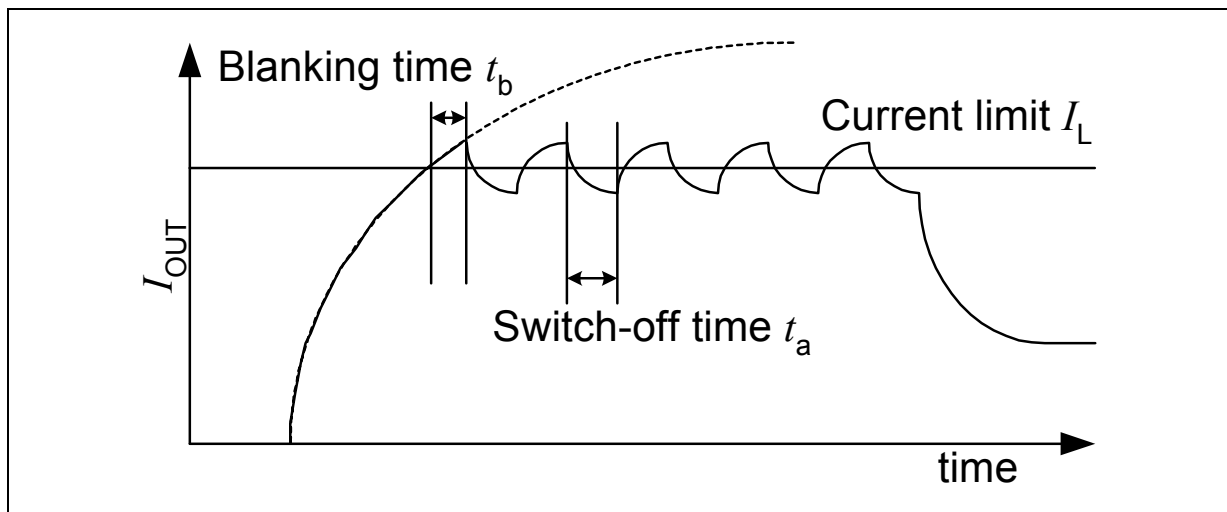 Blanking time tb
Current limit IL
IOUT
Switch-off time ta
time